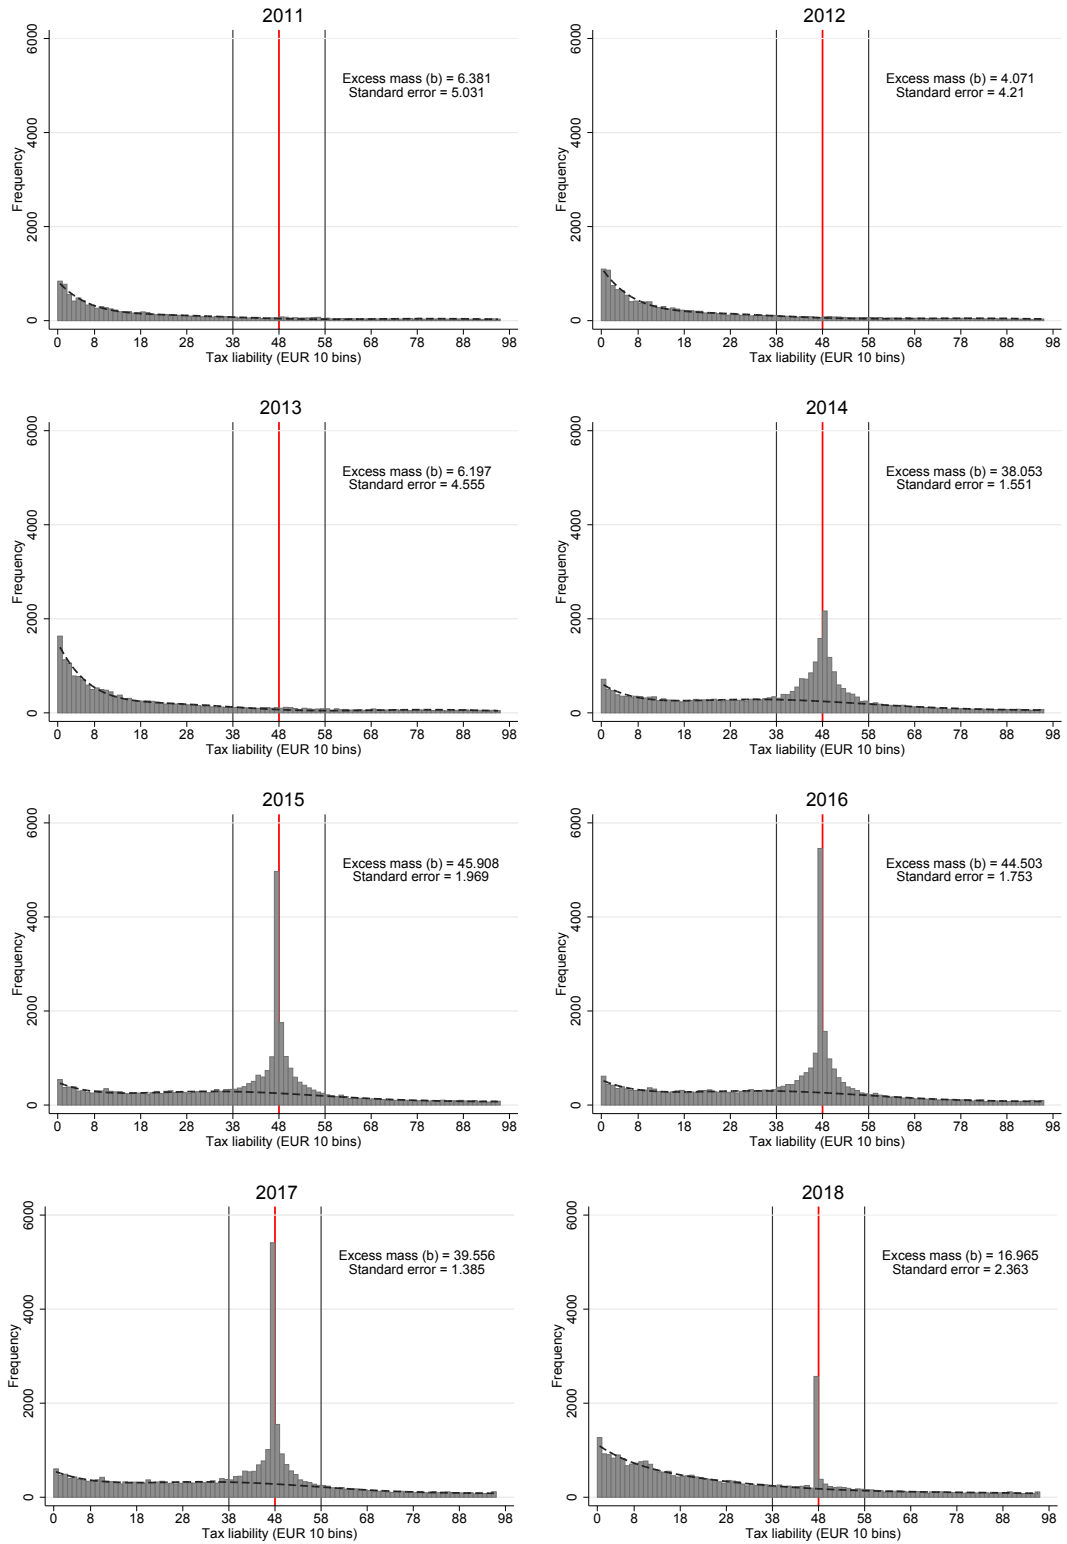 2011
Excess mass (b) = 6.381
Standard error = 5.031
Frequency
0 2000 4000 6000
0 8 18 28 38 48 58 68 78 88 98
Tax liability (EUR 10 bins)
2012
Excess mass (b) = 4.071
Standard error = 4.21
Frequency
0 2000 4000 6000
0 8 18 28 38 48 58 68 78 88 98
Tax liability (EUR 10 bins)
2013
Excess mass (b) = 6.197
Standard error = 4.555
Frequency
0 2000 4000 6000
0 8 18 28 38 48 58 68 78 88 98
Tax liability (EUR 10 bins)
2014
Excess mass (b) = 38.053
Standard error = 1.551
Frequency
0 2000 4000 6000
0 8 18 28 38 48 58 68 78 88 98
Tax liability (EUR 10 bins)
2015
Excess mass (b) = 45.908
Standard error = 1.969
Frequency
0 2000 4000 6000
0 8 18 28 38 48 58 68 78 88 98
Tax liability (EUR 10 bins)
2016
Excess mass (b) = 44.503
Standard error = 1.753
Frequency
0 2000 4000 6000
0 8 18 28 38 48 58 68 78 88 98
Tax liability (EUR 10 bins)
2017
Excess mass (b) = 39.556
Standard error = 1.385
Frequency
0 2000 4000 6000
0 8 18 28 38 48 58 68 78 88 98
Tax liability (EUR 10 bins)
2018
Excess mass (b) = 16.965
Standard error = 2.363
Frequency
0 2000 4000 6000
0 8 18 28 38 48 58 68 78 88 98
Tax liability (EUR 10 bins)